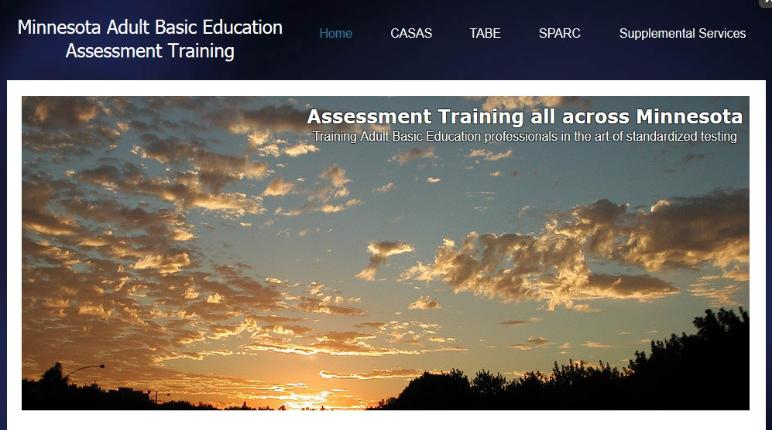 Minnesota Adult Basic Education
Assessment Training
Home CASAS TABE SPARC Supplemental Services
Assessment Training all across Minnesota
Training Adult Basic Education professionals in the art of standardized testing